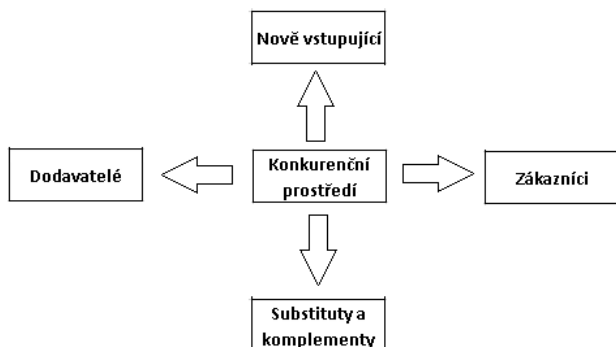 Nově vstupující
Dodavatelé
Konkurenční
prostředí
Zákazníci
Substituty a
komplementy